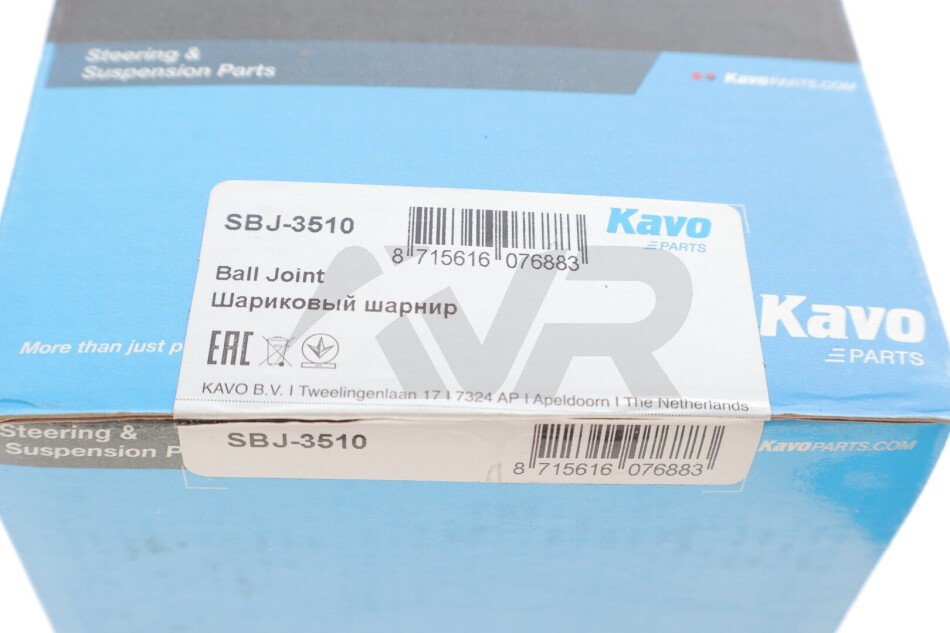 Steering &
Suspension Parts
KavoPARTS.COM
SBJ-3510
8 715616 076883
Kavo
PARTS
Ball Joint
Шариковый шарнир
IVR
Kavo
PARTS
More than just p
EAC
KAVO B.V. I Tweelingenlaan 17 I 7324 AP I Apeldoorn I The Netherlands
Steering &
Suspension P
SBJ-3510
8 715616 076883
KavoPARTS.COM